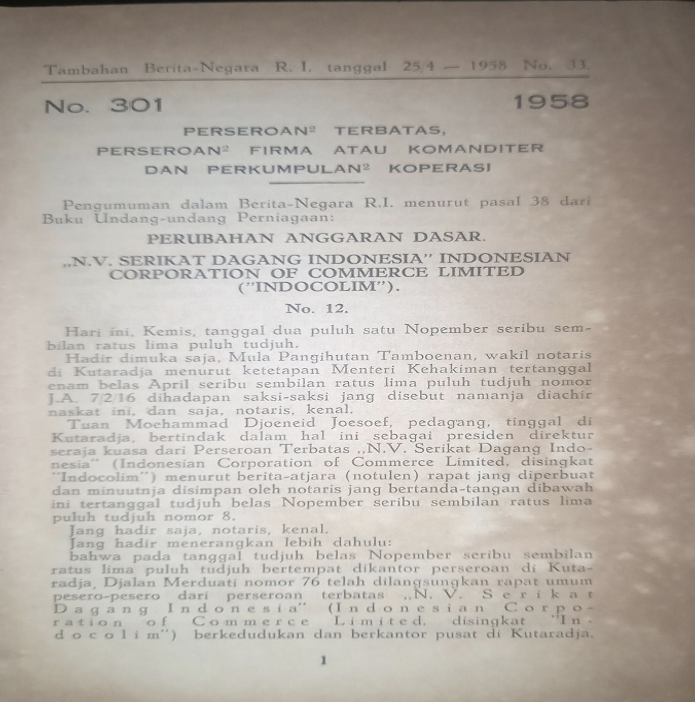 Tambahan Berita-Negara R. I. tanggal 25/4 — 1958 No. 33.
No. 301 1958
PERSEROAN² TERBATAS,
PERSEROAN² FIRMA ATAU KOMANDITER
DAN PERKUMPULAN² KOPERASI
Pengumuman dalam Berita-Negara R.I. menurut pasal 38 dari
Buku Undang-undang Perniagaan:
PERUBAHAN ANGGARAN DASAR.
„N.V. SERIKAT DAGANG INDONESIA" INDONESIAN
CORPORATION OF COMMERCE LIMITED
("INDOCOLIM").
No. 12.
Hari ini, Kemis, tanggal dua puluh satu Nopember seribu sem-
bilan ratus lima puluh tudjuh.
Hadir dimuka saja, Mula Pangihutan Tamboenan, wakil notaris
di Kutaradja menurut ketetapan Menteri Kehakiman tertanggal
enam belas April seribu sembilan ratus lima puluh tudjuh nomor
J.A. 7/2/16 dihadapan saksi-saksi jang disebut namanja diachir
naskat ini, dan saja, notaris, kenal.
Tuan Moehammad Djoeneid Joesoef, pedagang, tinggal di
Kutaradja, bertindak dalam hal ini sebagai presiden direktur
seraja kuasa dari Perseroan Terbatas „N.V. Serikat Dagang Indo-
nesia" (Indonesian Corporation of Commerce Limited, disingkat
"Indocolim") menurut berita-atjara (notulen) rapat jang diperbuat
dan minuutnja disimpan oleh notaris jang bertanda-tangan dibawah
ini tertanggal tudjuh belas Nopember seribu sembilan ratus lima
puluh tudjuh nomor 8.
Jang hadir saja, notaris, kenal.
Jang hadir menerangkan lebih dahulu:
bahwa pada tanggal tudjuh belas Nopember seribu sembilan
ratus lima puluh tudjuh bertempat dikantor perseroan di Kuta-
radja, Djalan Merduati nomor 76 telah dilangsungkan rapat umum
pesero-pesero dari perseroan terbatas „N. V. Serikat
Dagang Indonesia" (Indonesian Corpo-
ration of Commerce Limited, disingkat "In-
docolim") berkedudukan dan berkantor pusat di Kutaradja,
1